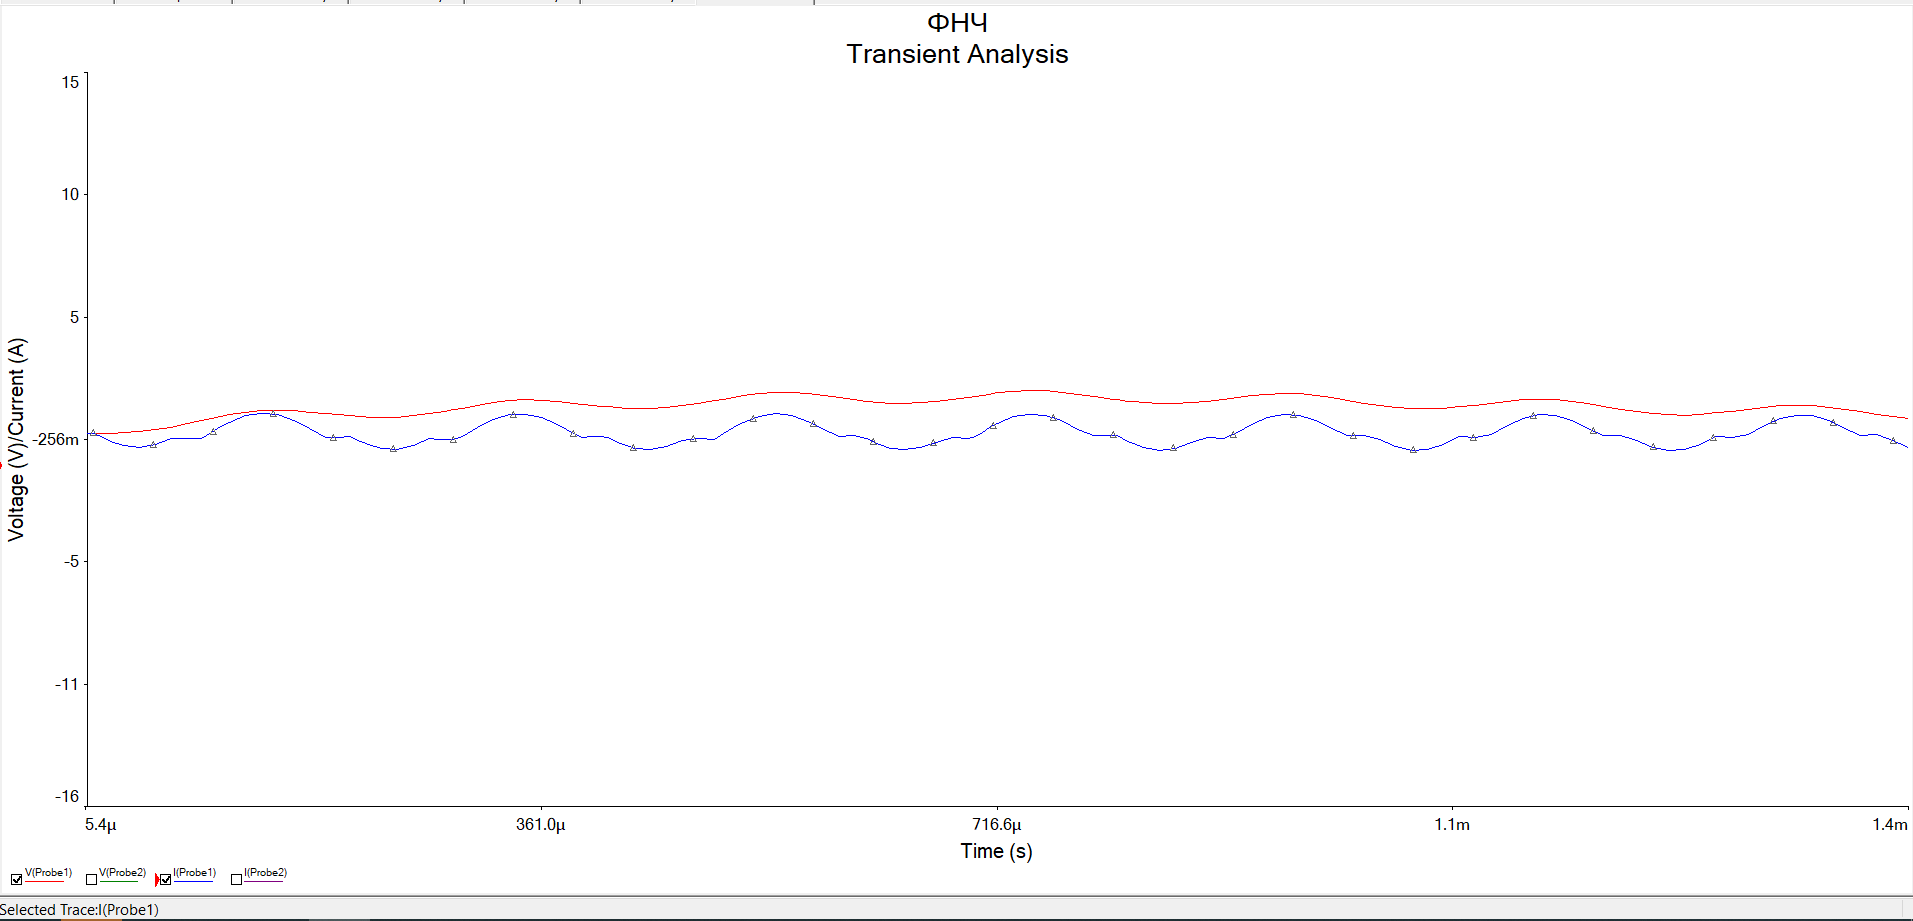 ФНЧ
Transient Analysis
15
10
5
-256m
-5
-11
-16
Voltage (V)/Current (A)
5.4µ 361.0µ 716.6µ 1.1m 1.4m
Time (s)
V(Probe1) V(Probe2) I(Probe1) I(Probe2)
Selected Trace:I(Probe1)